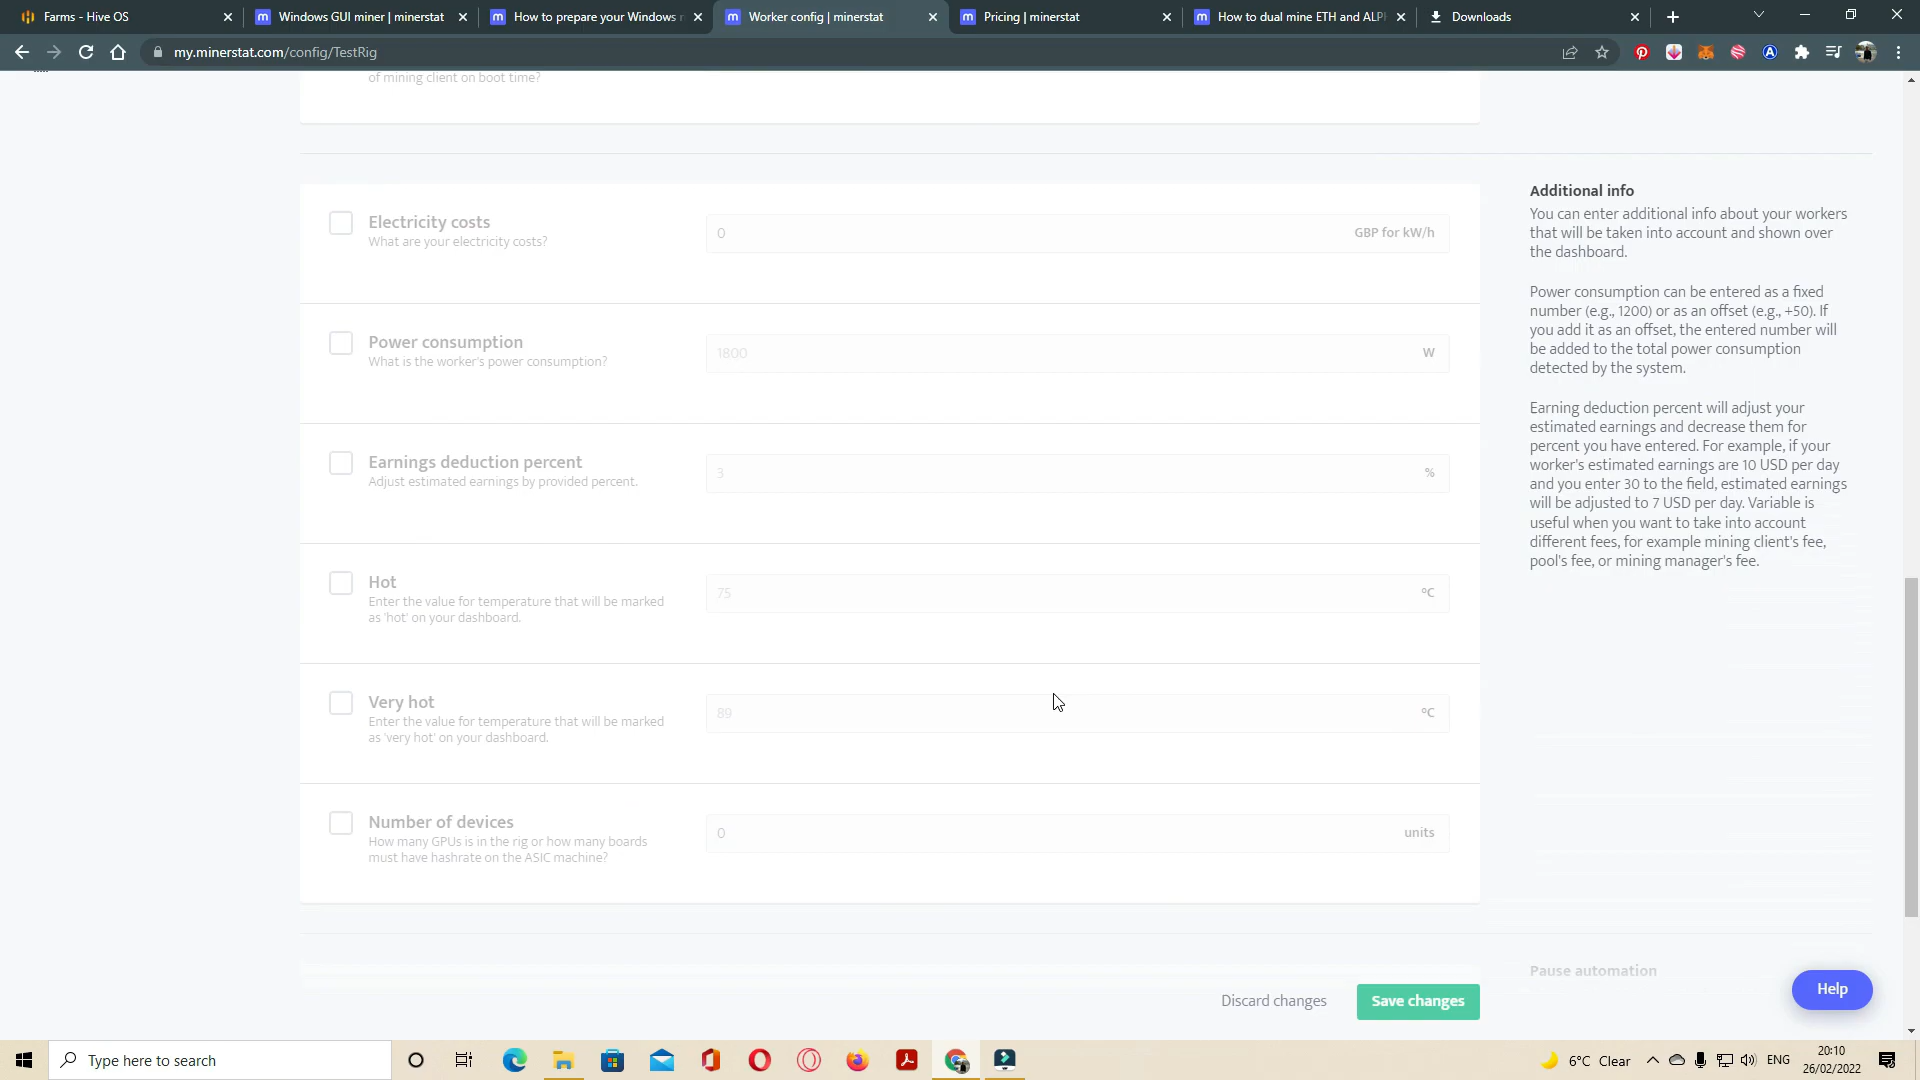 Farms - Hive OS
Windows GUI miner | minerstat
How to prepare your Windows
Worker config | minerstat
Pricing | minerstat
How to dual mine ETH and ALP
Downloads
my.minerstat.com/config/TestRig
of mining client on boot time?
Electricity costs
What are your electricity costs?
0
GBP for kW/h
Power consumption
What is the worker's power consumption?
1800
W
Earnings deduction percent
Adjust estimated earnings by provided percent.
3
%
Hot
Enter the value for temperature that will be marked
as 'hot' on your dashboard.
75
°C
Very hot
Enter the value for temperature that will be marked
as 'very hot' on your dashboard.
89
°C
Number of devices
How many GPUs is in the rig or how many boards
must have hashrate on the ASIC machine?
0
units
Additional info
You can enter additional info about your workers
that will be taken into account and shown over
the dashboard.
Power consumption can be entered as a fixed
number (e.g., 1200) or as an offset (e.g., +50). If
you add it as an offset, the entered number will
be added to the total power consumption
detected by the system.
Earning deduction percent will adjust your
estimated earnings and decrease them for
percent you have entered. For example, if your
worker's estimated earnings are 10 USD per day
and you enter 30 to the field, estimated earnings
will be adjusted to 7 USD per day. Variable is
useful when you want to take into account
different fees, for example mining client's fee,
pool's fee, or mining manager's fee.
Pause automation
Discard changes
Save changes
Help
Type here to search
6°C Clear
ENG
20:10
26/02/2022